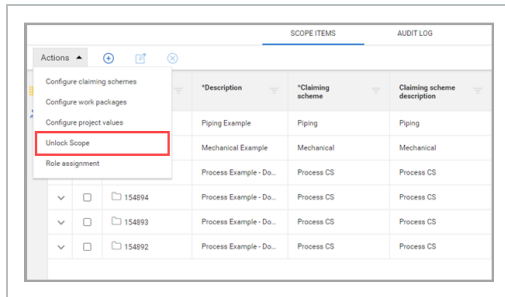 SCOPE ITEMS AUDIT LOG
Actions
Configure claiming schemes
Configure work packages
Configure project values
Unlock Scope
Role assignment
*Description *Claiming scheme Claiming scheme description
Piping Example Piping Piping
Mechanical Example Mechanical Mechanical
Process Example - Do... Process CS Process CS
154894 Process Example - Do... Process CS Process CS
154893 Process Example - Do... Process CS Process CS
154892 Process Example - Do... Process CS Process CS